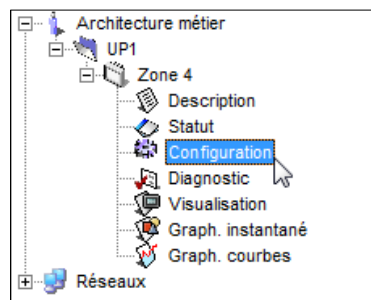 Architecture métier
UP1
Zone 4
Description
Statut
Configuration
Diagnostic
Visualisation
Graph. instantané
Graph. courbes
Réseaux